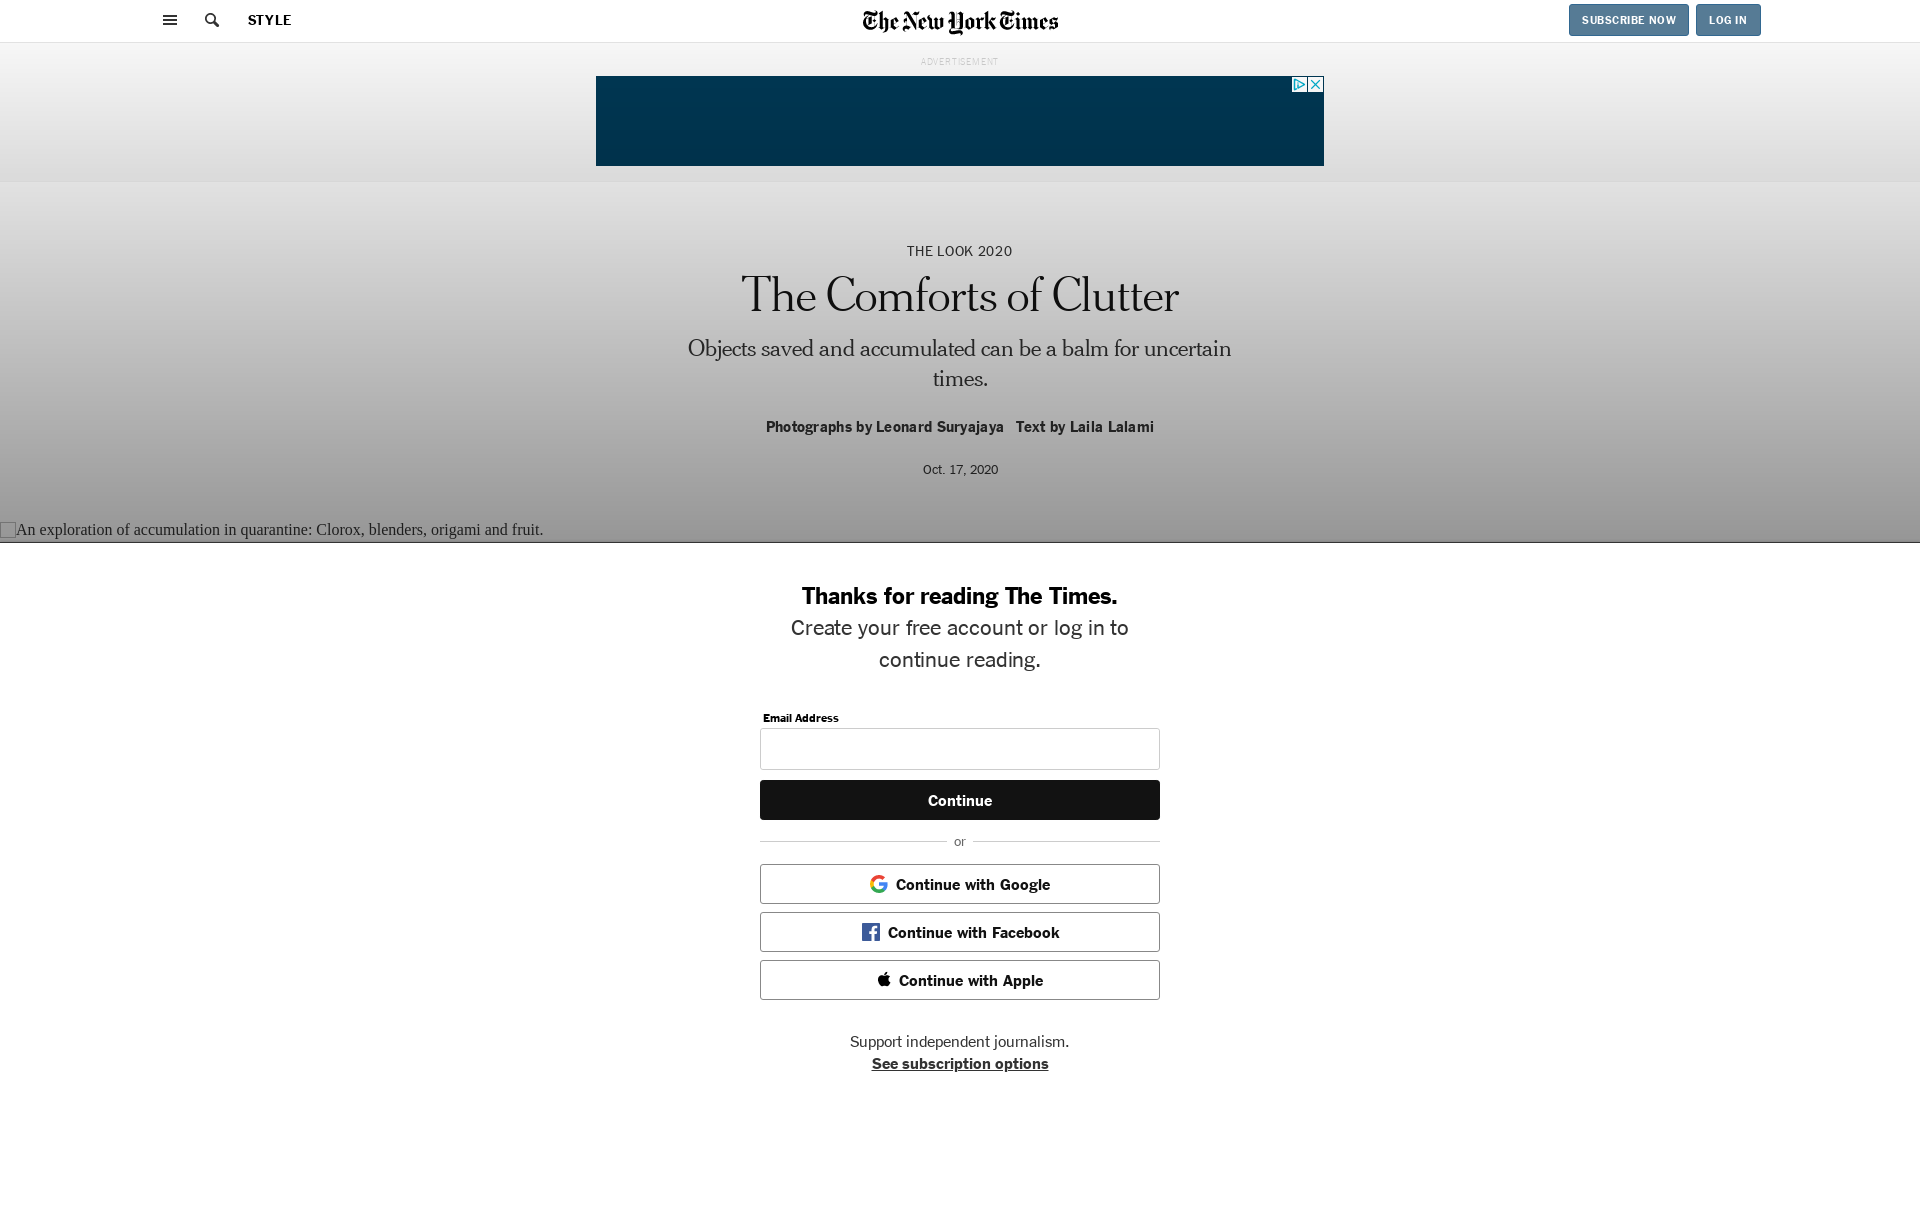 STYLE
The New York Times
SUBSCRIBE NOW
LOG IN
ADVERTISEMENT
THE LOOK 2020
The Comforts of Clutter
Objects saved and accumulated can be a balm for uncertain
times.
Photographs by Leonard Suryajaya Text by Laila Lalami
Oct. 17, 2020
An exploration of accumulation in quarantine: Clorox, blenders, origami and fruit.
Thanks for reading The Times.
Create your free account or log in to
continue reading.
Email Address
Continue
or
Continue with Google
Continue with Facebook
Continue with Apple
Support independent journalism.
See subscription options